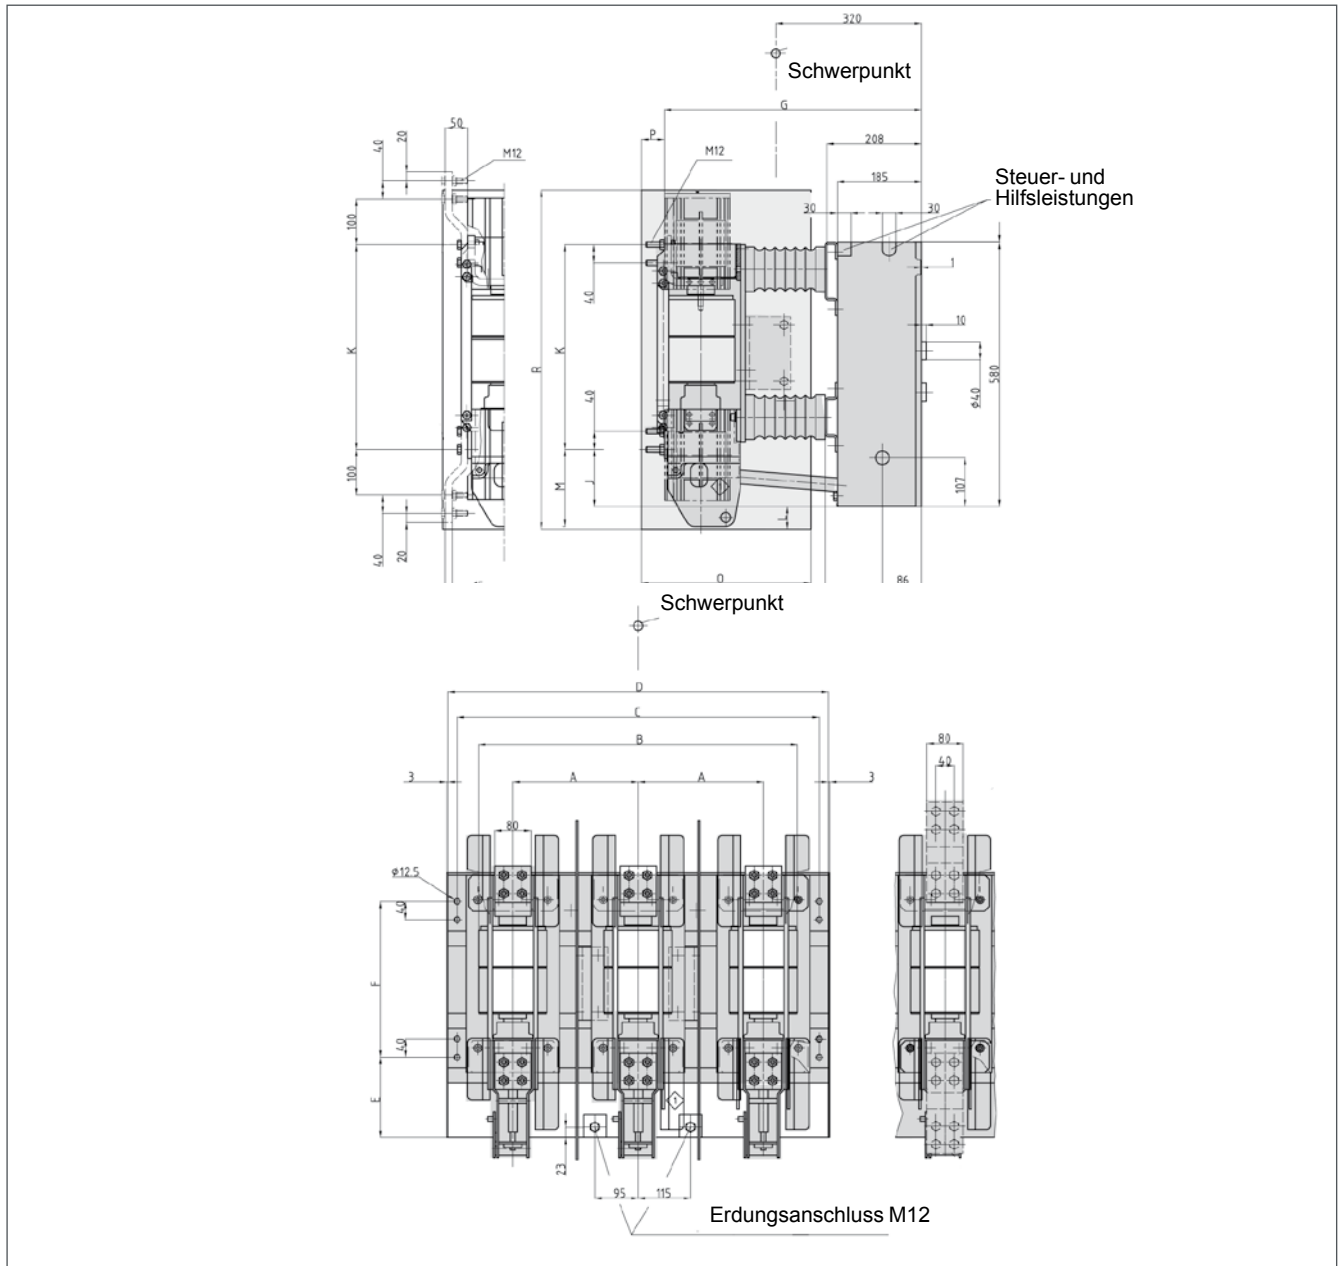 320
Schwerpunkt
G
50
20
40
P
208
M12
M12
185
Steuer- und
Hilfsleistungen
30
30
100
1
40
K
R
K
10
580
ø40
40
100
M
J
107
L
40
20
86
Schwerpunkt
D
C
B
80
40
3
A
A
3
80
ø12.5
40
F
40
E
1
23
95
115
Erdungsanschluss M12